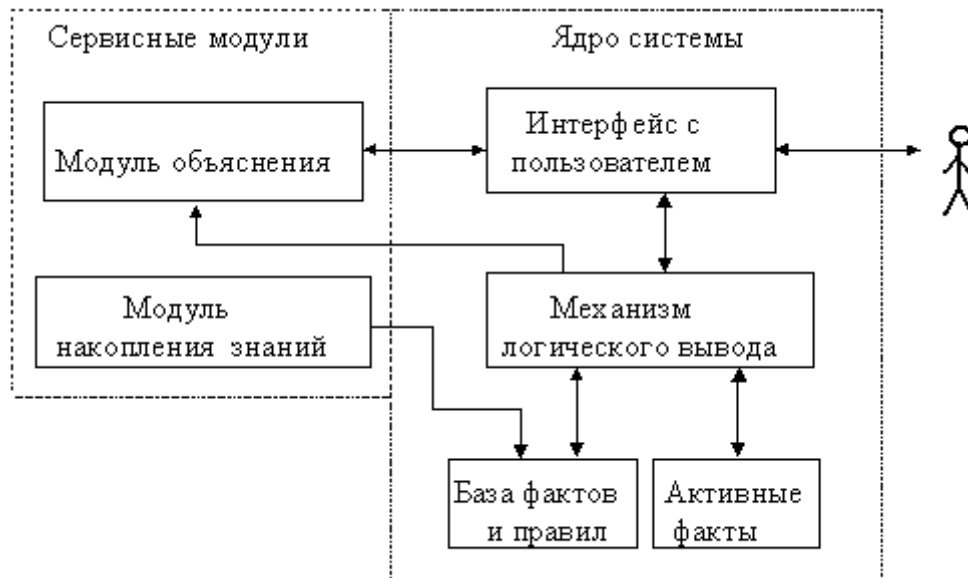 Сервисные модули
Ядро системы
Модуль объяснения
Интерфейс с
пользователем
Модуль
накопления знаний
Механизм
логического вывода
База фактов
и правил
Активные
факты